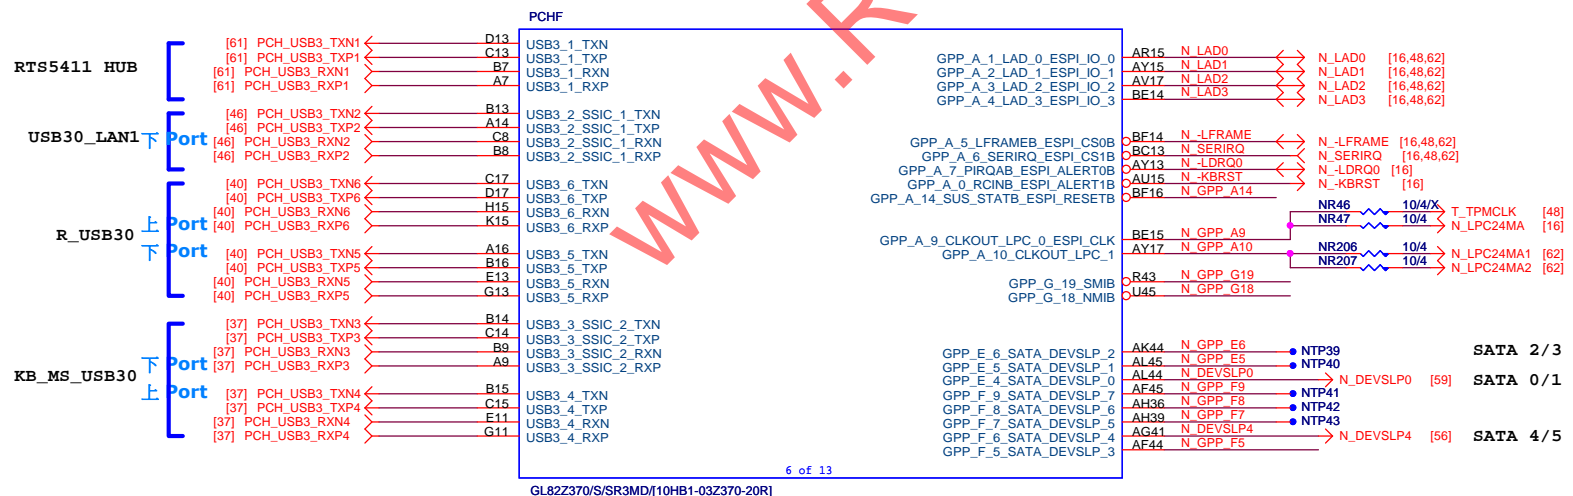 PCHF
RTS5411 HUB
[61] PCH_USB3_TXN1 D13 USB3_1_TXN
[61] PCH_USB3_TXP1 C13 USB3_1_TXP
[61] PCH_USB3_RXN1 B7 USB3_1_RXN
[61] PCH_USB3_RXP1 A7 USB3_1_RXP
USB30_LAN1 下 Port
[46] PCH_USB3_TXN2 B13 USB3_2_SSIC_1_TXN
[46] PCH_USB3_TXP2 A14 USB3_2_SSIC_1_TXP
[46] PCH_USB3_RXN2 C8 USB3_2_SSIC_1_RXN
[46] PCH_USB3_RXP2 B8 USB3_2_SSIC_1_RXP
R_USB30
上 Port
下 Port
[40] PCH_USB3_TXN6 C17 USB3_6_TXN
[40] PCH_USB3_TXP6 D17 USB3_6_TXP
[40] PCH_USB3_RXN6 H15 USB3_6_RXN
[40] PCH_USB3_RXP6 K15 USB3_6_RXP
[40] PCH_USB3_TXN5 A16 USB3_5_TXN
[40] PCH_USB3_TXP5 B16 USB3_5_TXP
[40] PCH_USB3_RXN5 E13 USB3_5_RXN
[40] PCH_USB3_RXP5 G13 USB3_5_RXP
KB_MS_USB30
下 Port
上 Port
[37] PCH_USB3_TXN3 B14 USB3_3_SSIC_2_TXN
[37] PCH_USB3_TXP3 C14 USB3_3_SSIC_2_TXP
[37] PCH_USB3_RXN3 B9 USB3_3_SSIC_2_RXN
[37] PCH_USB3_RXP3 A9 USB3_3_SSIC_2_RXP
[37] PCH_USB3_TXN4 B15 USB3_4_TXN
[37] PCH_USB3_TXP4 C15 USB3_4_TXP
[37] PCH_USB3_RXN4 E11 USB3_4_RXN
[37] PCH_USB3_RXP4 G11 USB3_4_RXP
GPP_A_1_LAD_0_ESPI_IO_0 AR15 N_LAD0 N_LAD0 [16,48,62]
GPP_A_2_LAD_1_ESPI_IO_1 AY15 N_LAD1 N_LAD1 [16,48,62]
GPP_A_3_LAD_2_ESPI_IO_2 AV17 N_LAD2 N_LAD2 [16,48,62]
GPP_A_4_LAD_3_ESPI_IO_3 BE14 N_LAD3 N_LAD3 [16,48,62]
GPP_A_5_LFRAMEB_ESPI_CS0B BF14 N_-LFRAME N_-LFRAME [16,48,62]
GPP_A_6_SERIRQ_ESPI_CS1B BC13 N_SERIRQ N_SERIRQ [16,48,62]
GPP_A_7_PIRQAB_ESPI_ALERT0B AY13 N_-LDRQ0 N_-LDRQ0 [16]
GPP_A_0_RCINB_ESPI_ALERT1B AU15 N_-KBRST N_-KBRST [16]
GPP_A_14_SUS_STATB_ESPI_RESETB BF16 N_GPP_A14
NR46 10/4/X T_TPMCLK [48]
NR47 10/4 N_LPC24MA [16]
GPP_A_9_CLKOUT_LPC_0_ESPI_CLK BE15 N_GPP_A9
GPP_A_10_CLKOUT_LPC_1 AY17 N_GPP_A10
NR206 10/4 N_LPC24MA1 [62]
NR207 10/4 N_LPC24MA2 [62]
GPP_G_19_SMIB R43 N_GPP_G19
GPP_G_18_NMIB U45 N_GPP_G18
GPP_E_6_SATA_DEVSLP_2 AK44 N_GPP_E6 NTP39 SATA 2/3
GPP_E_5_SATA_DEVSLP_1 AL45 N_GPP_E5 NTP40
GPP_E_4_SATA_DEVSLP_0 AL44 N_DEVSLP0 N_DEVSLP0 [59] SATA 0/1
GPP_F_9_SATA_DEVSLP_7 AF45 N_GPP_F9 NTP41
GPP_F_8_SATA_DEVSLP_6 AH36 N_GPP_F8 NTP42
GPP_F_7_SATA_DEVSLP_5 AH39 N_GPP_F7 NTP43
GPP_F_6_SATA_DEVSLP_4 AG41 N_DEVSLP4 N_DEVSLP4 [56] SATA 4/5
GPP_F_5_SATA_DEVSLP_3 AF44 N_GPP_F5
6 of 13
GL82Z370/S/SR3MD/[10HB1-03Z370-20R]
www.R